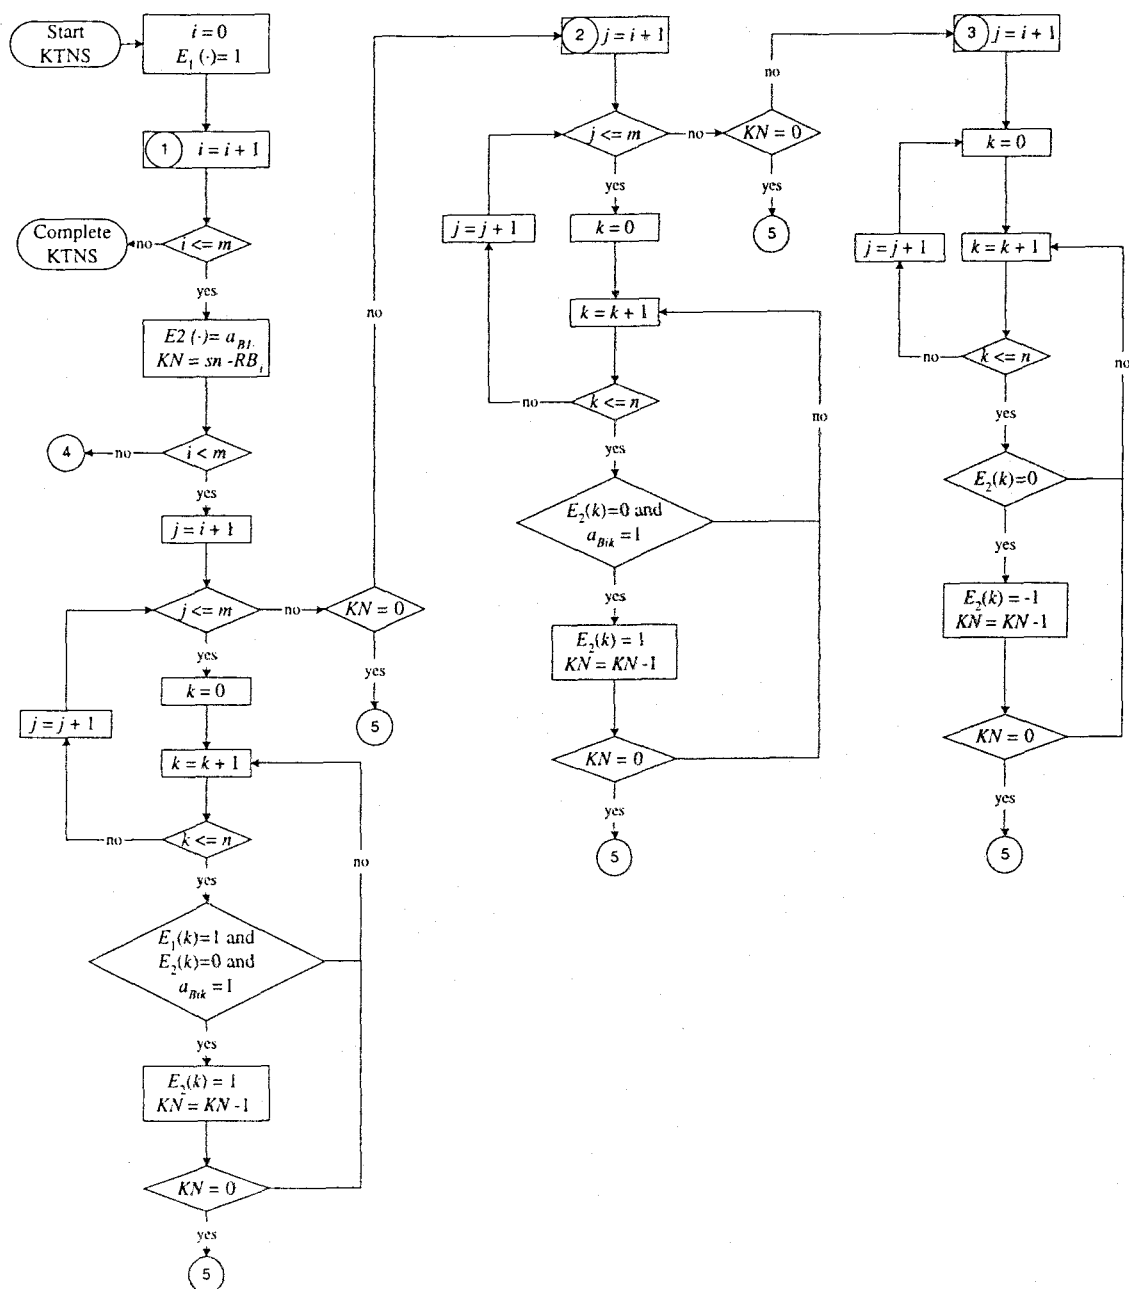 Start
KTNS
i = 0
E₁ (·)= 1
1 i = i + 1
Complete
KTNS
no
i <= m
yes
E2 (·)= a_B1.
KN = sn -RB_i
4
no
i < m
yes
j = i + 1
j <= m
no
KN = 0
no
yes
yes
5
k = 0
j = j + 1
k = k + 1
no
k <= n
yes
no
E₁(k)=1 and
E₂(k)=0 and
a_Bik =1
yes
E₂(k) = 1
KN = KN -1
KN = 0
yes
5
2 j = i + 1
j <= m
no
KN = 0
no
yes
yes
5
j = j + 1
k = 0
k = k + 1
no
k <= n
yes
no
E₂(k)=0 and
a_Bik =1
yes
E₂(k) = 1
KN = KN -1
KN = 0
yes
5
3 j = i + 1
k = 0
j = j + 1
k = k + 1
no
k <= n
no
yes
E₂(k)=0
yes
E₂(k) = -1
KN = KN -1
KN = 0
yes
5